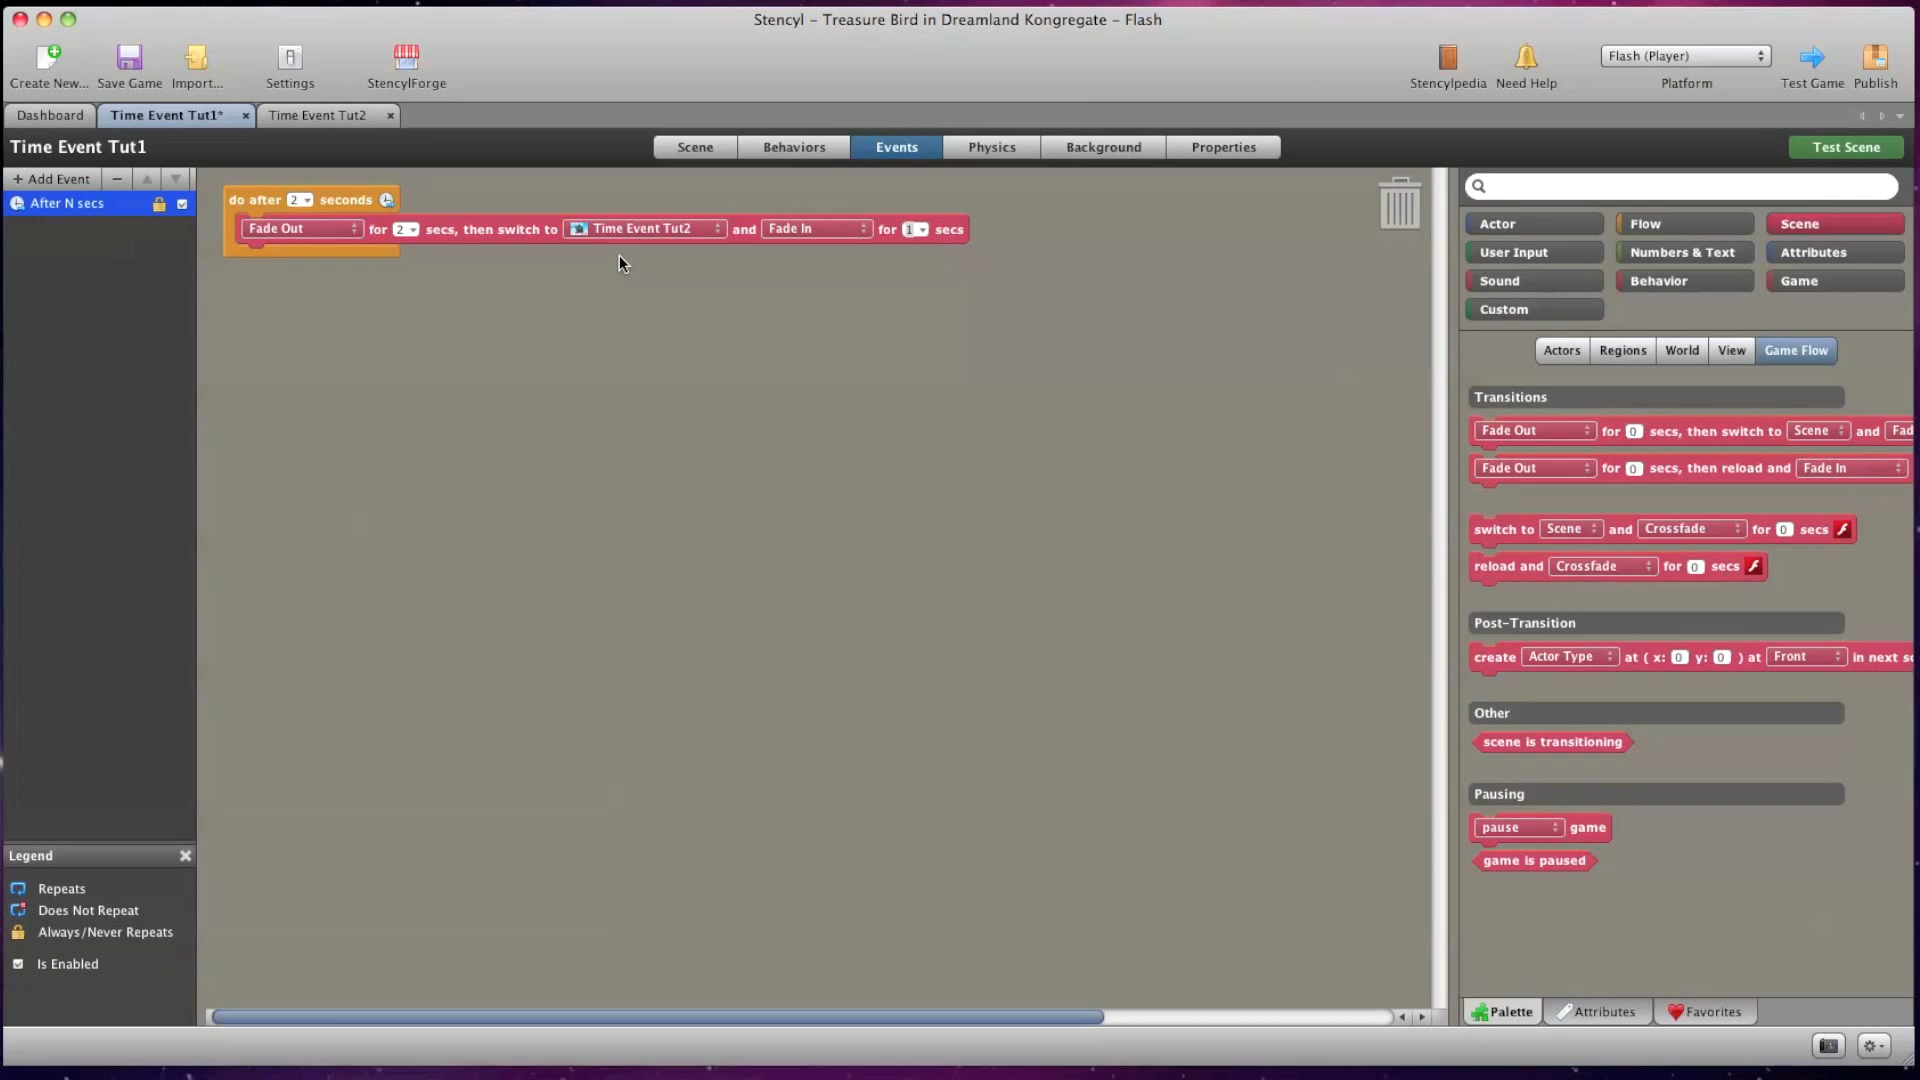 Stencyl – Treasure Bird in Dreamland Kongregate – Flash
Create New... Save Game Import... Settings StencylForge Stencylpedia Need Help Flash (Player) Platform Test Game Publish
Dashboard Time Event Tut1* Time Event Tut2
Time Event Tut1 Scene Behaviors Events Physics Background Properties Test Scene
+ Add Event
After N secs
do after 2 seconds
Fade Out for 2 secs, then switch to Time Event Tut2 and Fade In for 1 secs
Actor Flow Scene
User Input Numbers & Text Attributes
Sound Behavior Game
Custom
Actors Regions World View Game Flow
Transitions
Fade Out for 0 secs, then switch to Scene and Fad
Fade Out for 0 secs, then reload and Fade In
switch to Scene and Crossfade for 0 secs
reload and Crossfade for 0 secs
Post-Transition
create Actor Type at ( x: 0 y: 0 ) at Front in next sc
Other
scene is transitioning
Pausing
pause game
game is paused
Legend
Repeats
Does Not Repeat
Always/Never Repeats
Is Enabled
Palette Attributes Favorites